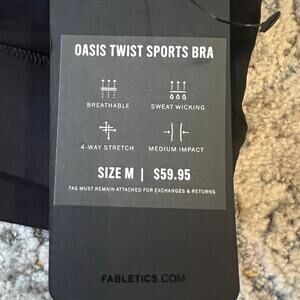 OASIS TWIST SPORTS BRA
BREATHABLE SWEAT WICKING
4-WAY STRETCH MEDIUM IMPACT
SIZE M | $59.95
TAG MUST REMAIN ATTACHED FOR EXCHANGES & RETURNS
FABLETICS.COM